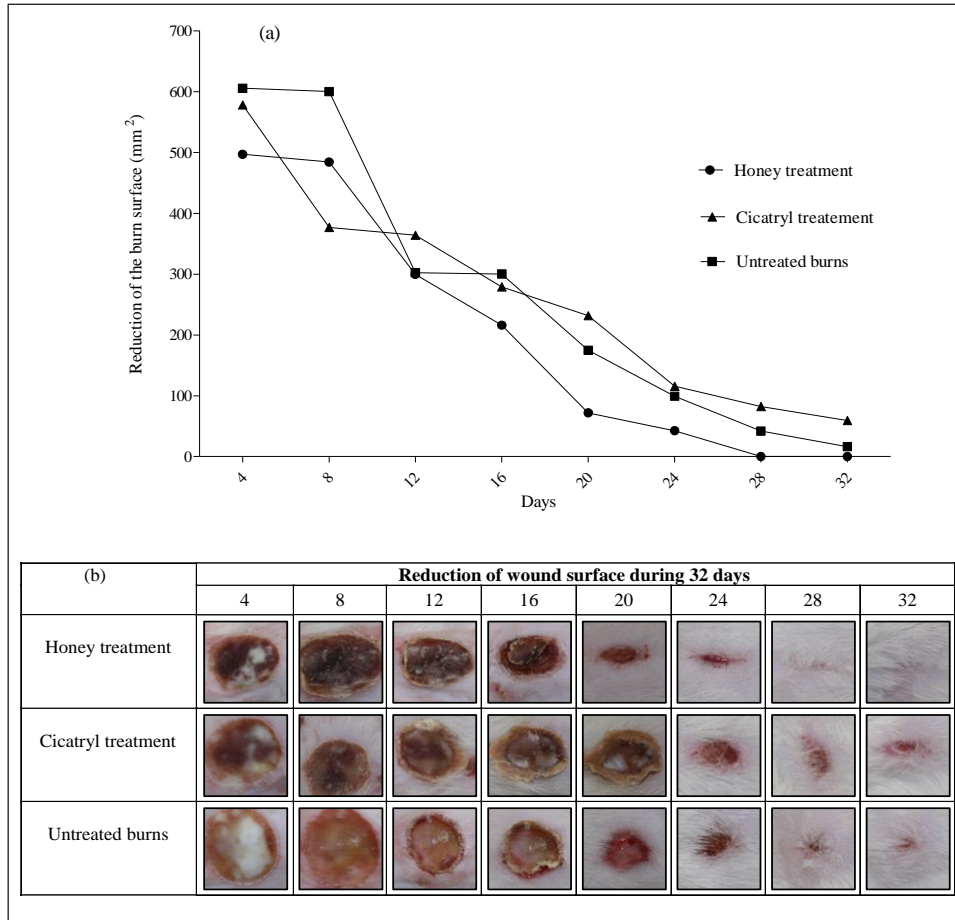 (a)
Reduction of the burn surface (mm 2)
700
600
500
400
300
200
100
0
4
8
12
16
20
24
28
32
Days
Honey treatment
Cicatryl treatement
Untreated burns
(b)
Reduction of wound surface during 32 days
4 8 12 16 20 24 28 32
Honey treatment
Cicatryl treatment
Untreated burns